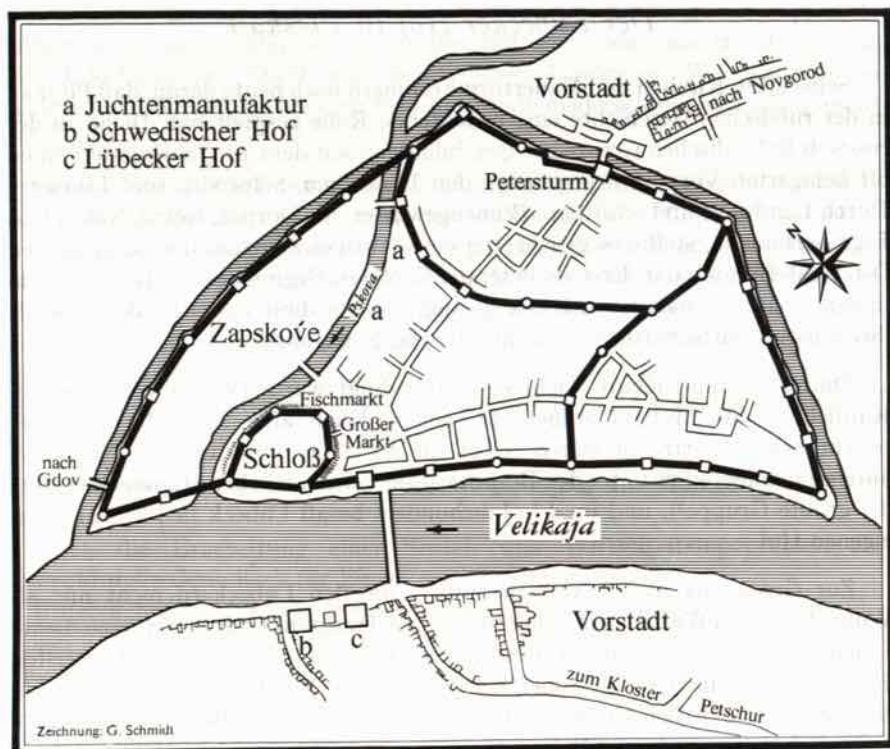 a Juchtenmanufaktur
b Schwedischer Hof
c Lübecker Hof
Vorstadt
nach Novgorod
Petersturm
N
a
Pskova
a
Zapskov́e
Fischmarkt
Großer
Markt
Schloß
nach
Gdov
Velikaja
Vorstadt
b
c
zum Kloster
Petschur
Zeichnung: G. Schmidt